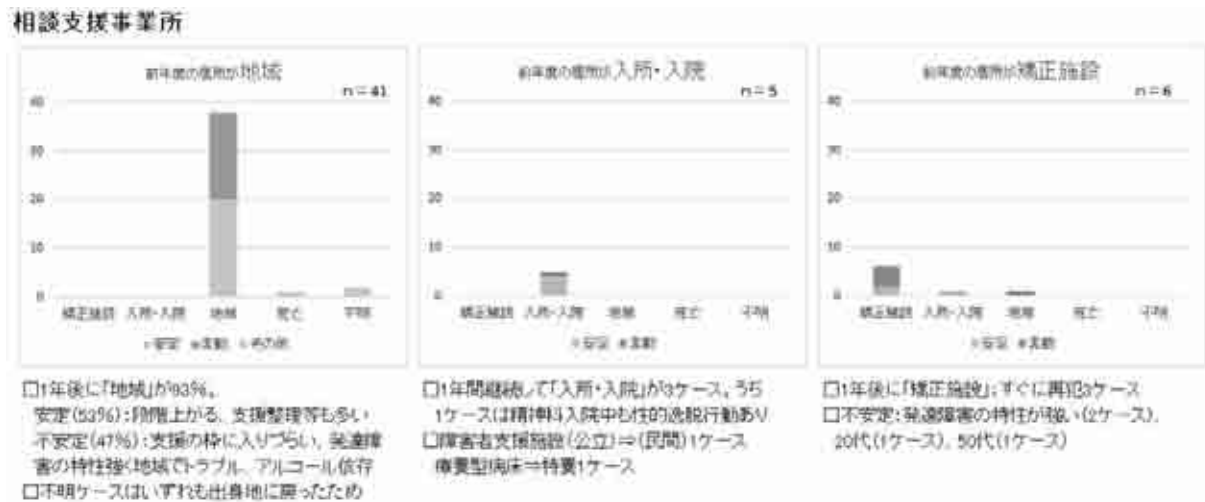 相談支援事業所
前年度の居所が地域
n=41
40
30
20
10
0
矯正施設 入所・入院 地域 死亡 不明
安定 変動 その他
□1年後に「地域」が93%。
安定(53%):段階上がる、支援整理等も多い
不安定(47%):支援の枠に入りづらい、発達障
害の特性強く地域でトラブル、アルコール依存
□不明ケースはいずれも出身地に戻ったため
前年度の居所が入所・入院
n=5
40
30
20
10
0
矯正施設 入所・入院 地域 死亡 不明
安定 変動
□1年間継続して「入所・入院」が3ケース、うち
1ケースは精神科入院中も性的逸脱行動あり
□障害者支援施設(公立)⇒(民間)1ケース
療養型病床⇒特養1ケース
前年度の居所が矯正施設
n=6
40
30
20
10
0
矯正施設 入所・入院 地域 死亡 不明
安定 変動
□1年後に「矯正施設」:すぐに再犯3ケース
□不安定:発達障害の特性が強い(2ケース)、
20代(1ケース)、50代(1ケース)